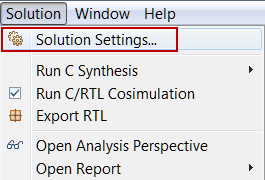 Solution Window Help
Solution Settings...
Run C Synthesis
Run C/RTL Cosimulation
Export RTL
Open Analysis Perspective
Open Report